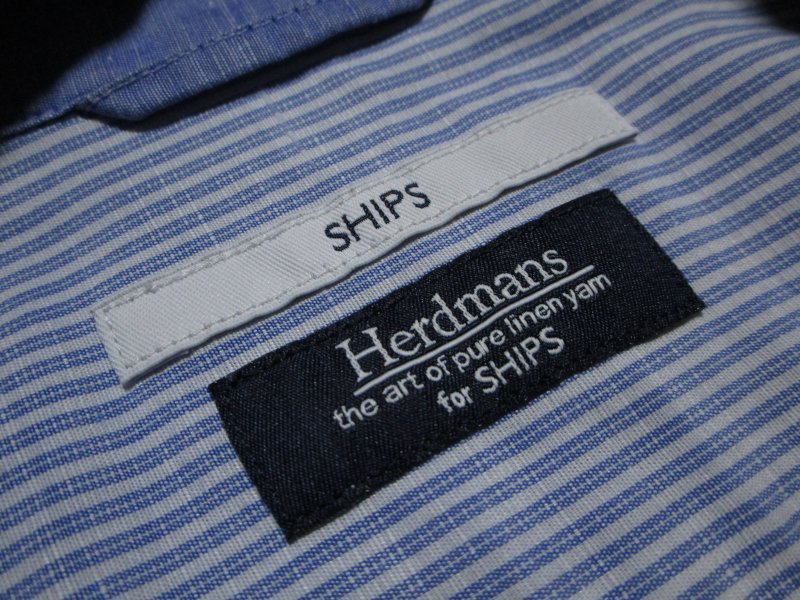 SHIPS
Herdmans
the art of pure linen yarn
for SHIPS